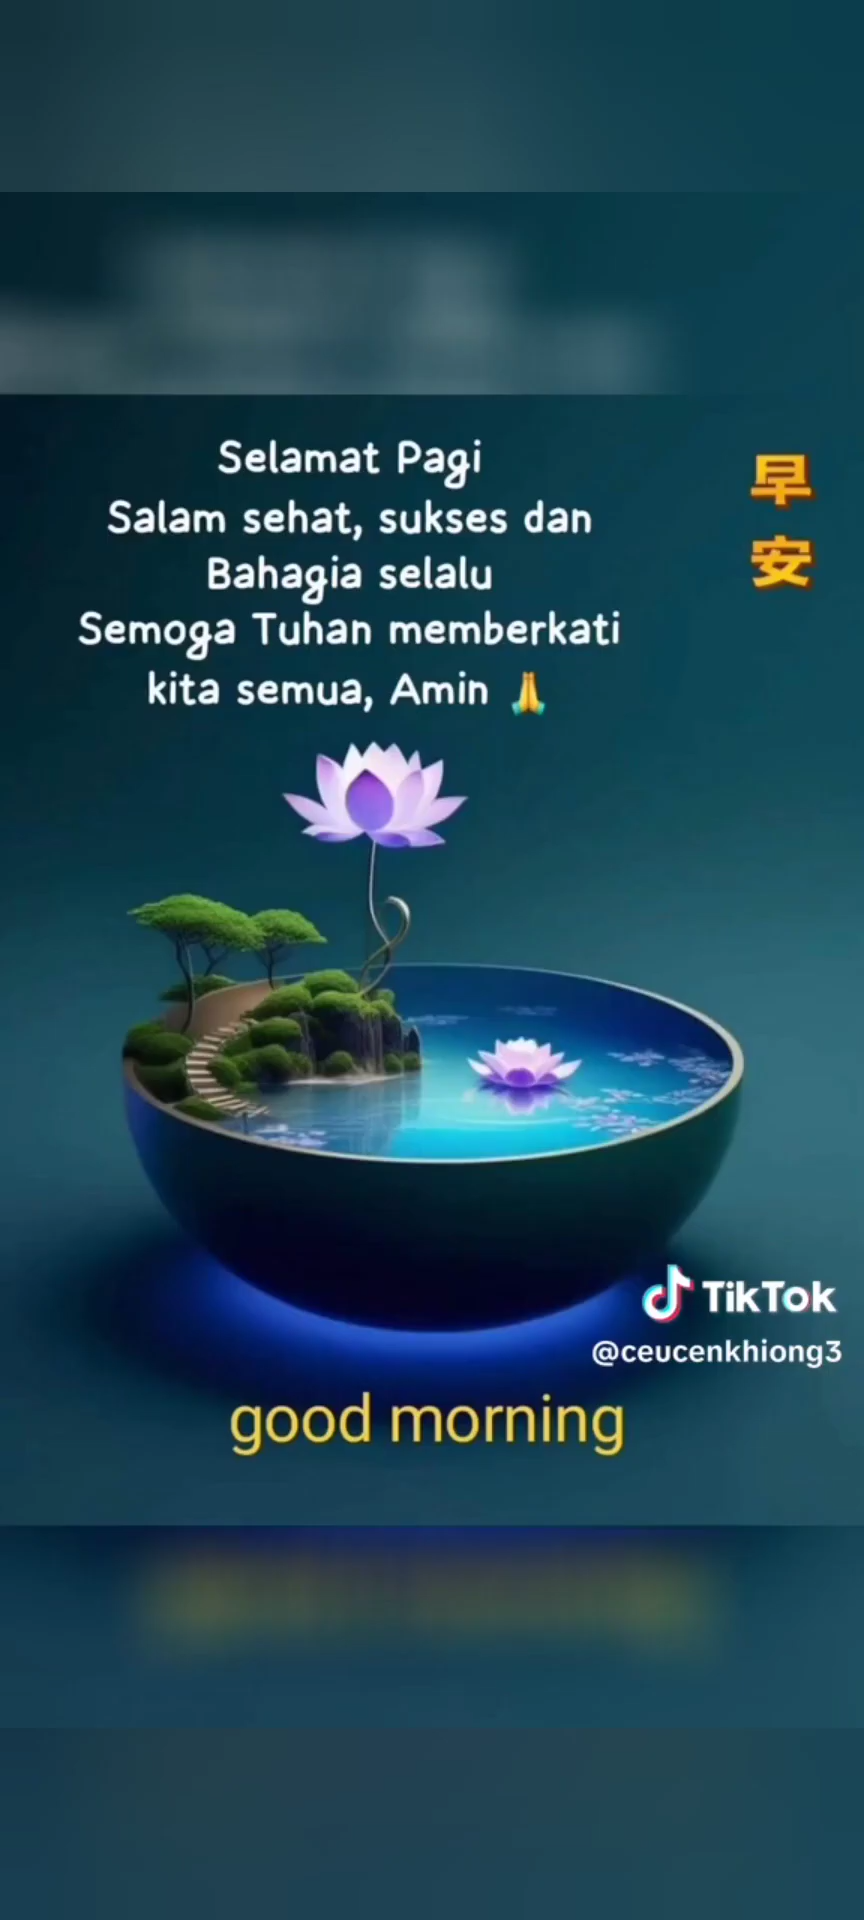 Selamat Pagi
Salam sehat, sukses dan
Bahagia selalu
Semoga Tuhan memberkati
kita semua, Amin 🙏
早
安
TikTok
@ceucenkhiong3
good morning